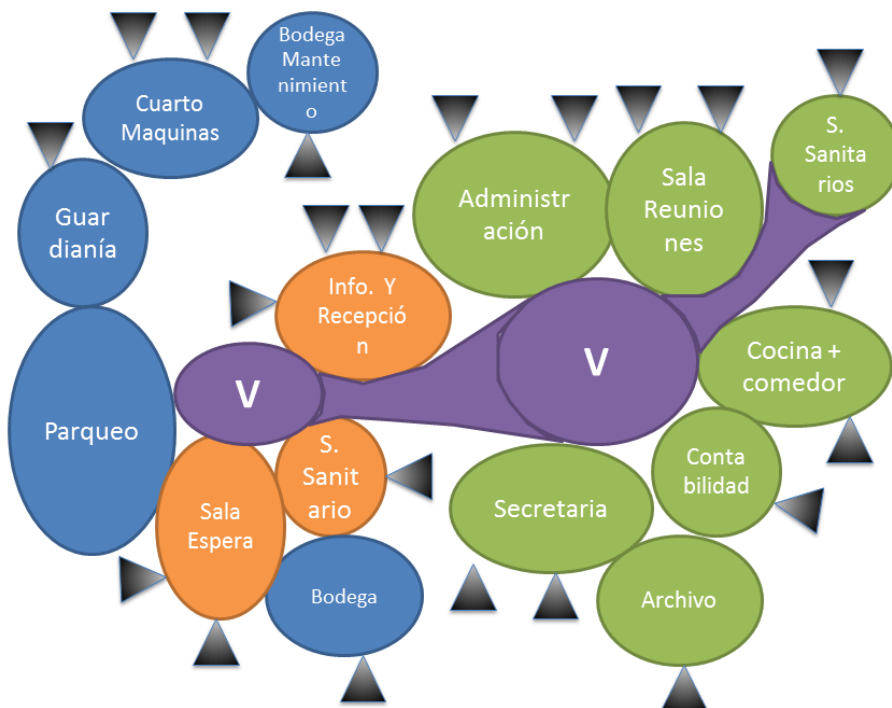 Bodega
Mante
nimient
o
Cuarto
Maquinas
S.
Sanita
rios
Administr
ación
Sala
Reunio
nes
Guar
dianía
Info. Y
Recepció
n
V
V
Cocina +
comedor
Parqueo
S.
Sanit
ario
Conta
bilidad
Sala
Espera
Secretaria
Bodega
Archivo